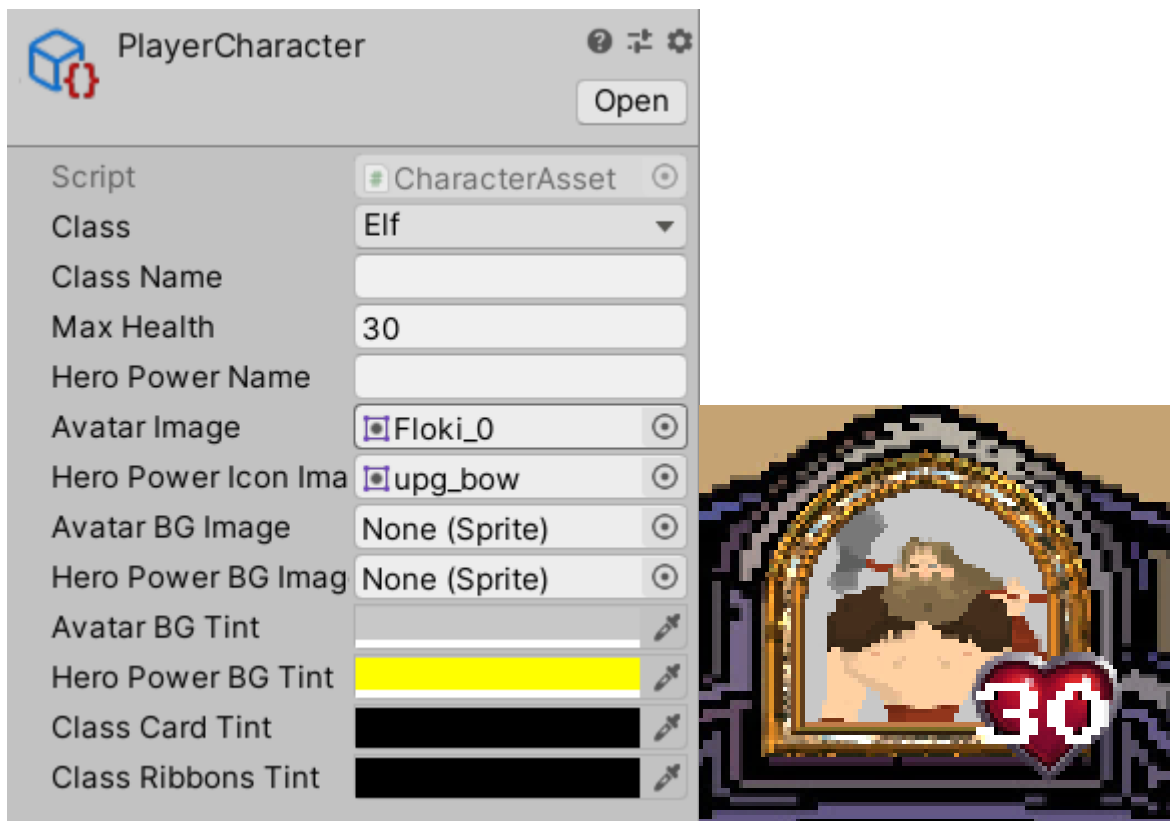 PlayerCharacter
Open
Script
# CharacterAsset
Class
Elf
Class Name
Max Health
30
Hero Power Name
Avatar Image
Floki_0
Hero Power Icon Ima
upg_bow
Avatar BG Image
None (Sprite)
Hero Power BG Imag
None (Sprite)
Avatar BG Tint
Hero Power BG Tint
Class Card Tint
Class Ribbons Tint
30